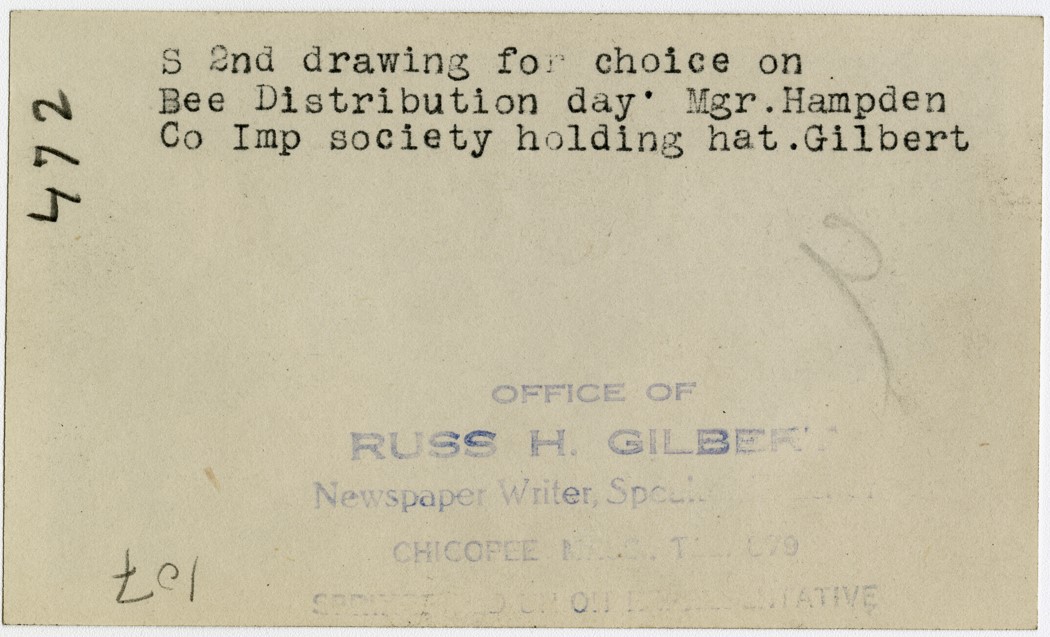 S 2nd drawing for choice on
Bee Distribution day. Mgr.Hampden
Co Imp society holding hat.Gilbert
472
OFFICE OF
RUSS H. GILBERT
Newspaper Writer,
CHICOPEE
107